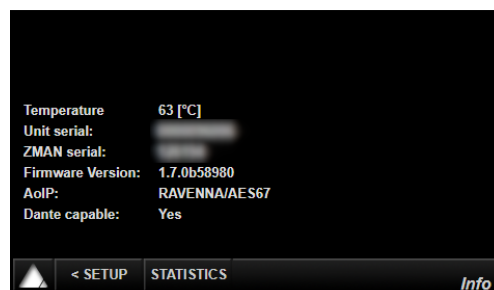 Temperature 63 [°C]
Unit serial:
ZMAN serial:
Firmware Version: 1.7.0b58980
AoIP: RAVENNA/AES67
Dante capable: Yes
< SETUP STATISTICS Info